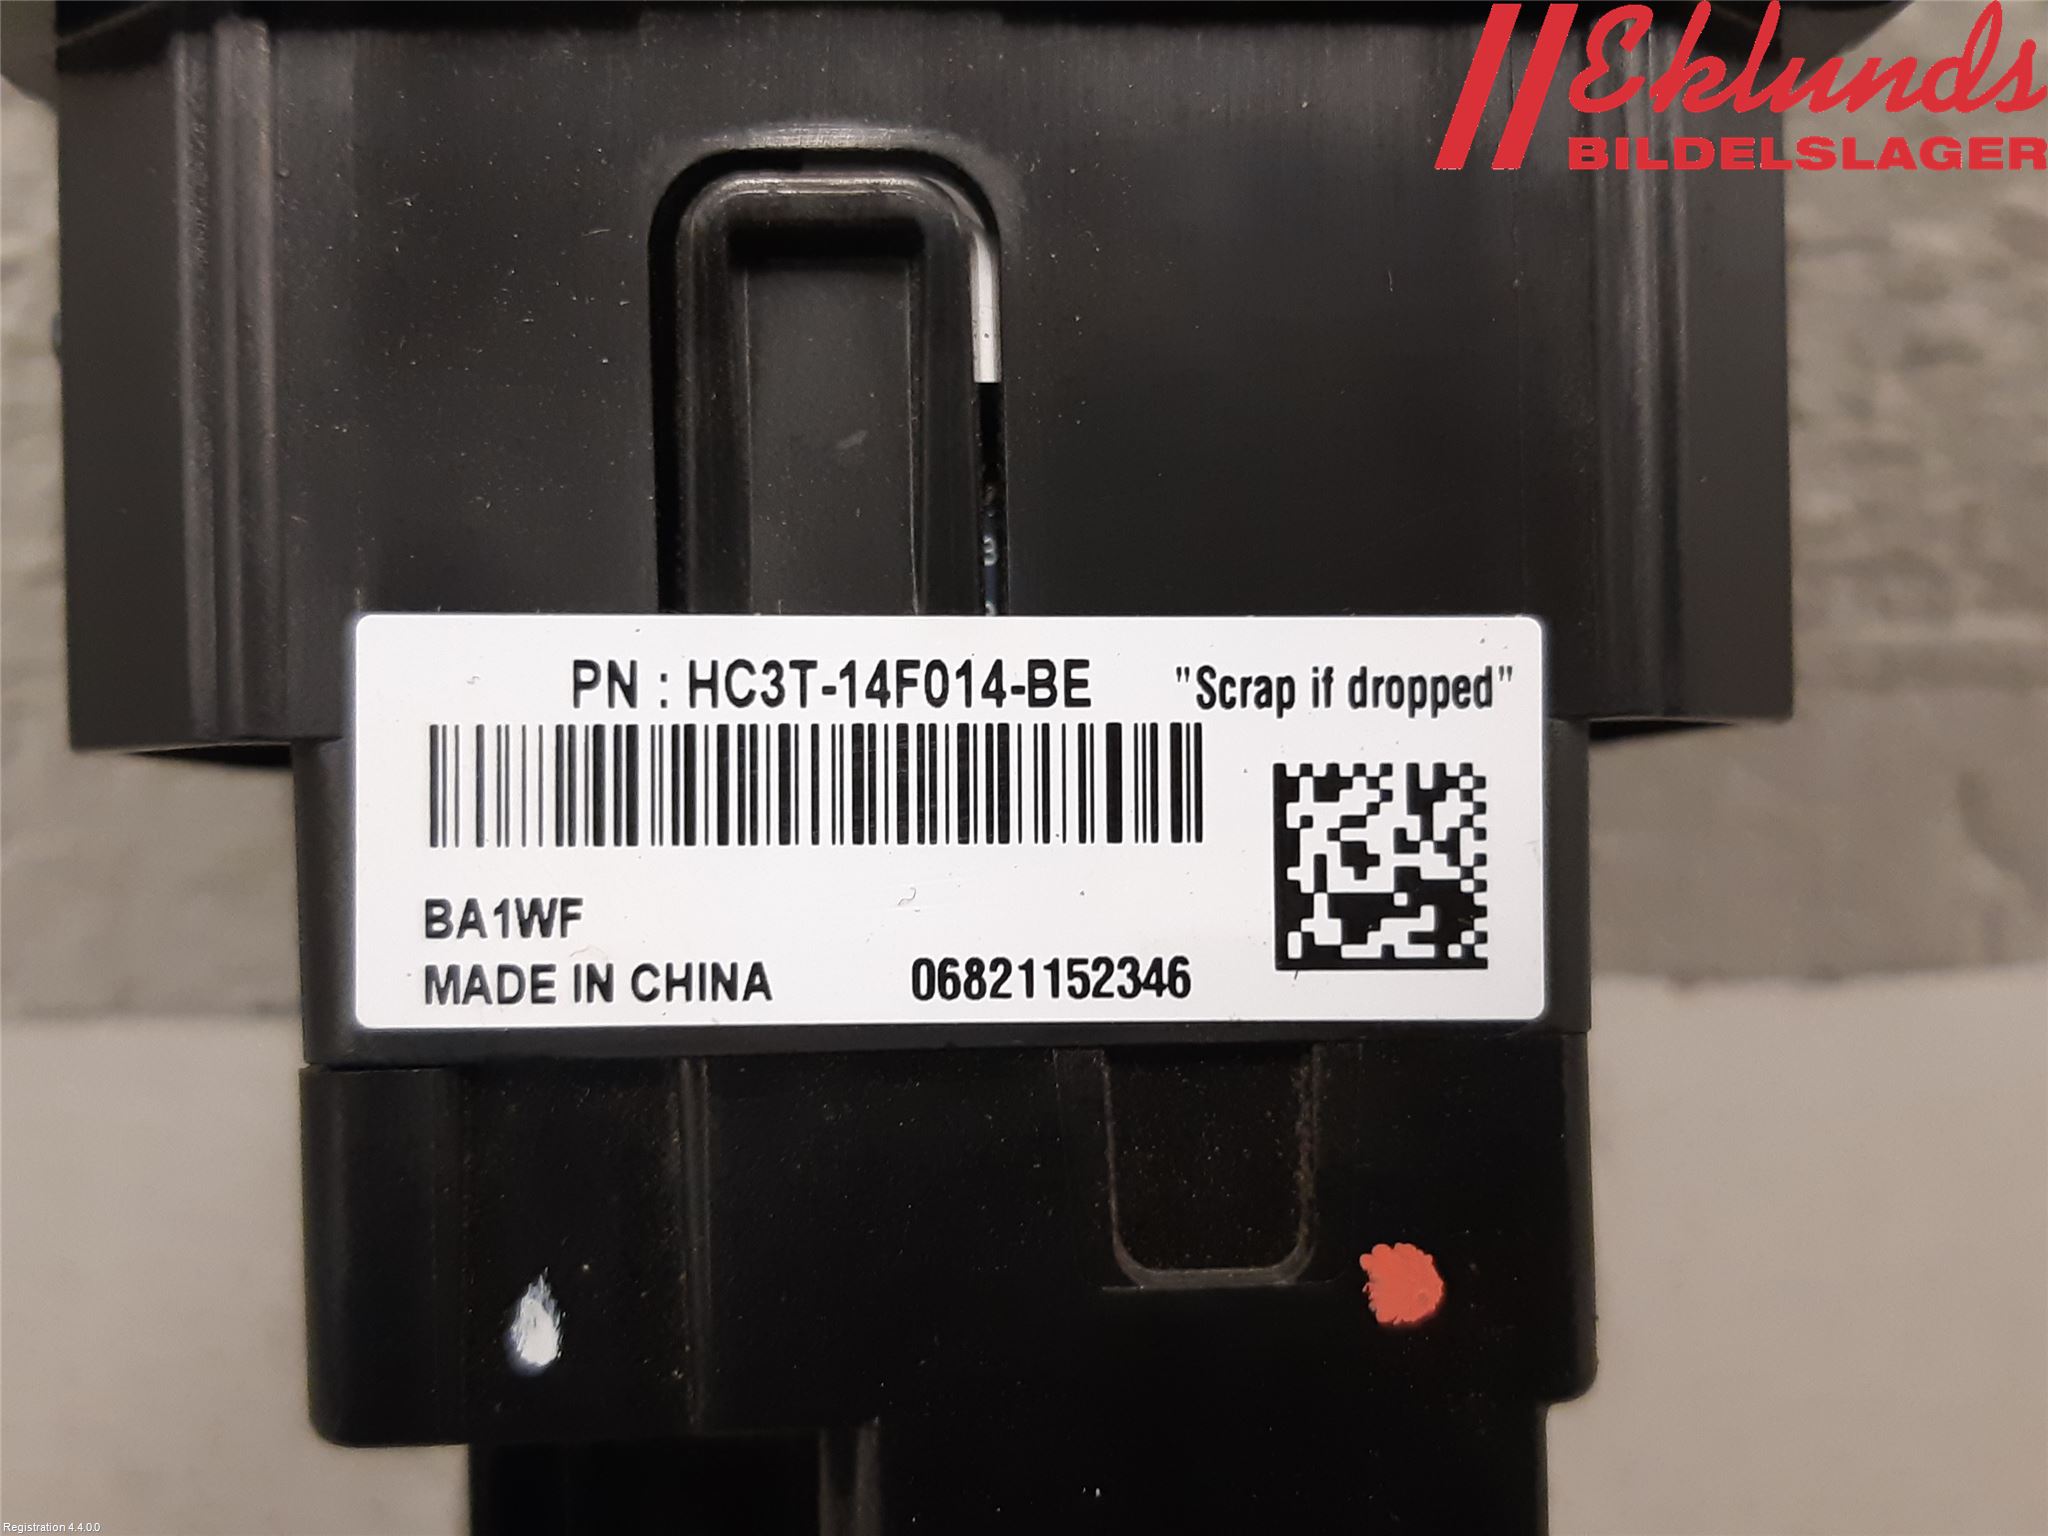 Eklunds
BILDELSLAGER
PN : HC3T-14F014-BE
"Scrap if dropped"
BA1WF
MADE IN CHINA
06821152346
Registration 4.4.0.0